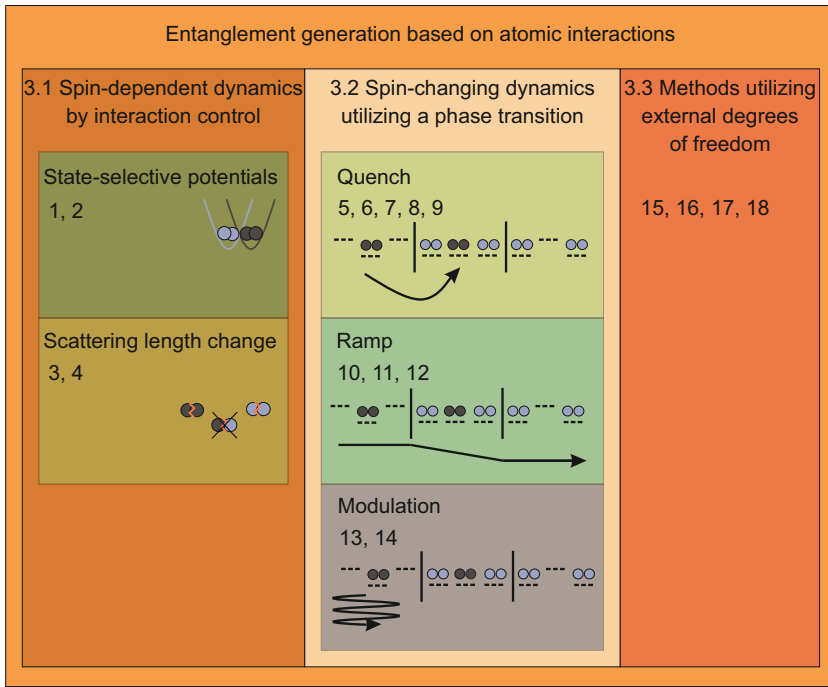 Entanglement generation based on atomic interactions
3.1 Spin-dependent dynamics
by interaction control
State-selective potentials
1, 2
Scattering length change
3, 4
3.2 Spin-changing dynamics
utilizing a phase transition
Quench
5, 6, 7, 8, 9
Ramp
10, 11, 12
Modulation
13, 14
3.3 Methods utilizing
external degrees
of freedom
15, 16, 17, 18